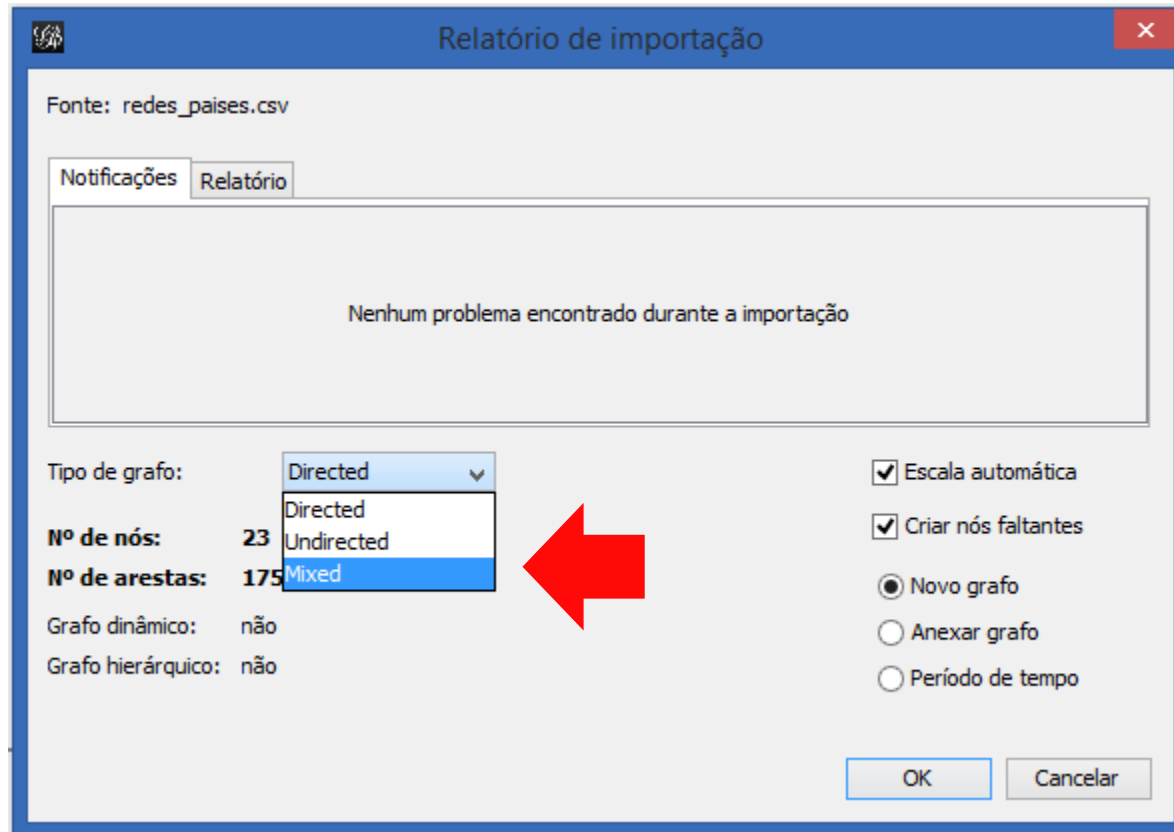 Relatório de importação
Fonte: redes_paises.csv
Notificações
Relatório
Nenhum problema encontrado durante a importação
Tipo de grafo: Directed
Directed
Undirected
Mixed
Nº de nós: 23
Nº de arestas: 175
Grafo dinâmico: não
Grafo hierárquico: não
Escala automática
Criar nós faltantes
Novo grafo
Anexar grafo
Período de tempo
OK
Cancelar